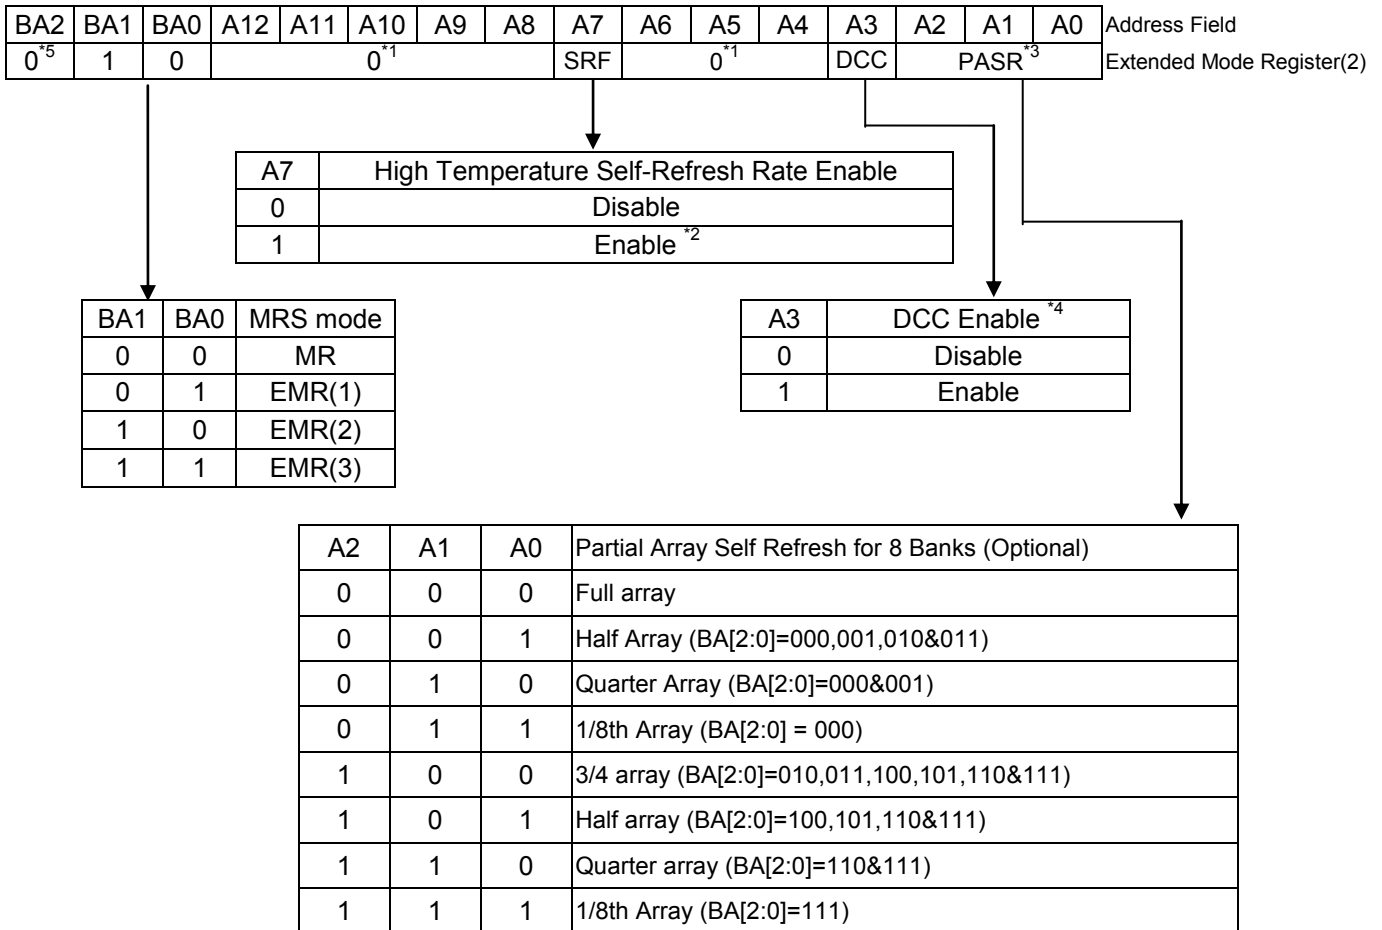 BA2 BA1 BA0 A12 A11 A10 A9 A8 A7 A6 A5 A4 A3 A2 A1 A0 Address Field
0*5 1 0 0*1 SRF 0*1 DCC PASR*3 Extended Mode Register(2)
A7 High Temperature Self-Refresh Rate Enable
0 Disable
1 Enable *2
BA1 BA0 MRS mode
0 0 MR
0 1 EMR(1)
1 0 EMR(2)
1 1 EMR(3)
A3 DCC Enable *4
0 Disable
1 Enable
A2 A1 A0 Partial Array Self Refresh for 8 Banks (Optional)
0 0 0 Full array
0 0 1 Half Array (BA[2:0]=000,001,010&011)
0 1 0 Quarter Array (BA[2:0]=000&001)
0 1 1 1/8th Array (BA[2:0] = 000)
1 0 0 3/4 array (BA[2:0]=010,011,100,101,110&111)
1 0 1 Half array (BA[2:0]=100,101,110&111)
1 1 0 Quarter array (BA[2:0]=110&111)
1 1 1 1/8th Array (BA[2:0]=111)